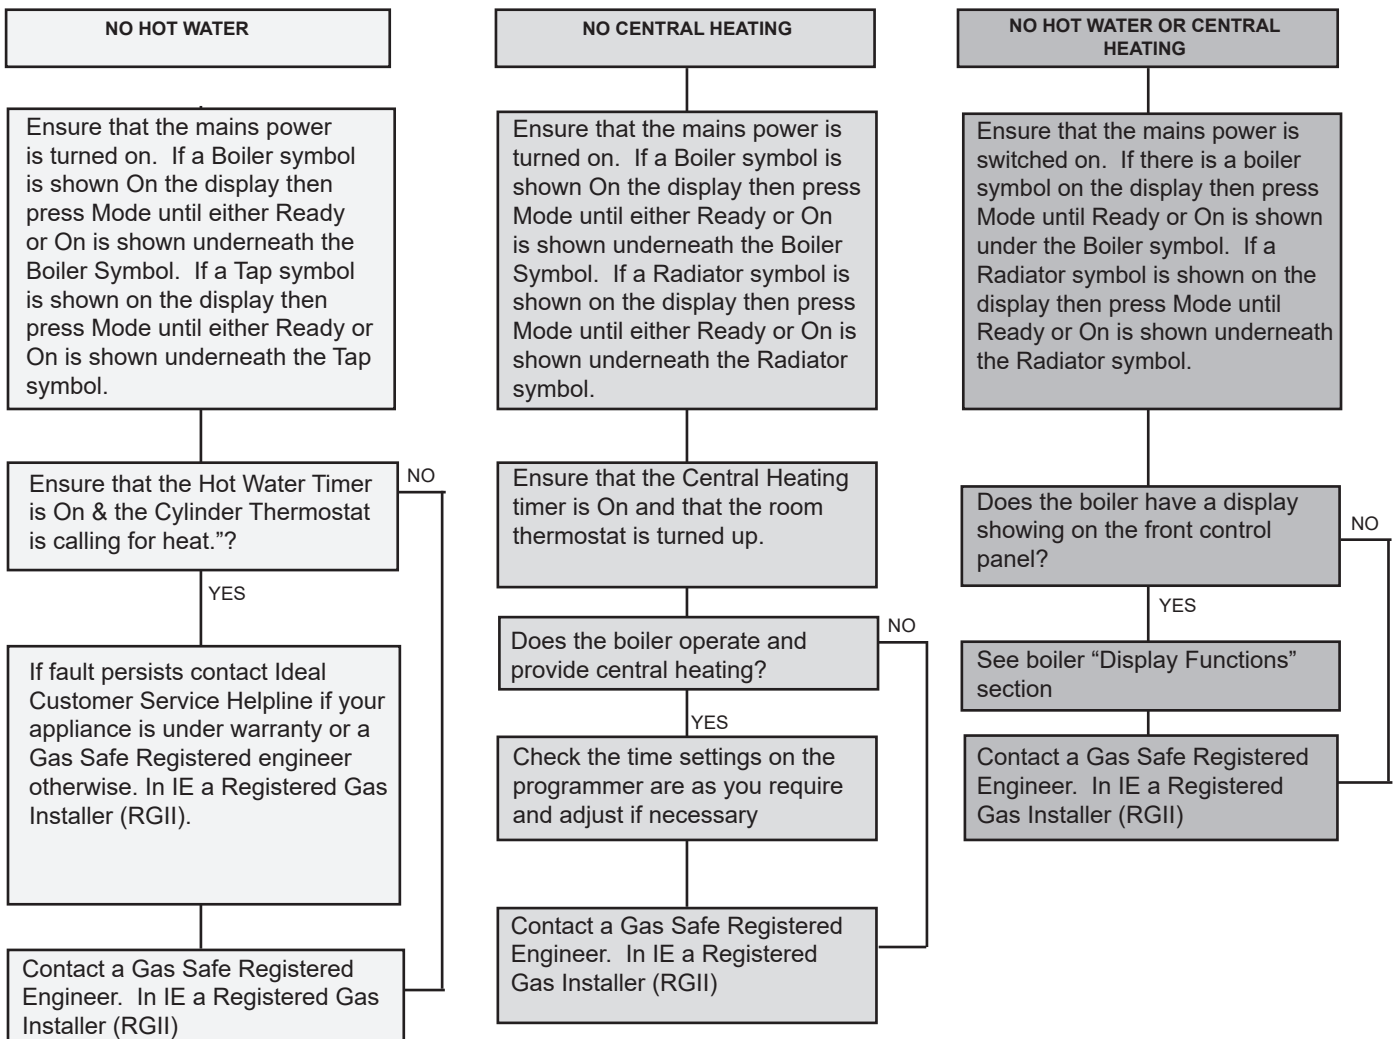 NO HOT WATER
Ensure that the mains power
is turned on.  If a Boiler symbol
is shown On the display then
press Mode until either Ready
or On is shown underneath the
Boiler Symbol.  If a Tap symbol
is shown on the display then
press Mode until either Ready or
On is shown underneath the Tap
symbol.
Ensure that the Hot Water Timer
is On & the Cylinder Thermostat
is calling for heat.”?
NO
YES
If fault persists contact Ideal
Customer Service Helpline if your
appliance is under warranty or a
Gas Safe Registered engineer
otherwise. In IE a Registered Gas
Installer (RGII).
Contact a Gas Safe Registered
Engineer.  In IE a Registered Gas
Installer (RGII)
NO CENTRAL HEATING
Ensure that the mains power is
turned on.  If a Boiler symbol is
shown On the display then press
Mode until either Ready or On
is shown underneath the Boiler
Symbol.  If a Radiator symbol is
shown on the display then press
Mode until either Ready or On is
shown underneath the Radiator
symbol.
Ensure that the Central Heating
timer is On and that the room
thermostat is turned up.
Does the boiler operate and
provide central heating?
NO
YES
Check the time settings on the
programmer are as you require
and adjust if necessary
Contact a Gas Safe Registered
Engineer.  In IE a Registered
Gas Installer (RGII)
NO HOT WATER OR CENTRAL
HEATING
Ensure that the mains power is
switched on.  If there is a boiler
symbol on the display then press
Mode until Ready or On is shown
under the Boiler symbol.  If a
Radiator symbol is shown on the
display then press Mode until
Ready or On is shown underneath
the Radiator symbol.
Does the boiler have a display
showing on the front control
panel?
NO
YES
See boiler “Display Functions”
section
Contact a Gas Safe Registered
Engineer.  In IE a Registered
Gas Installer (RGII)